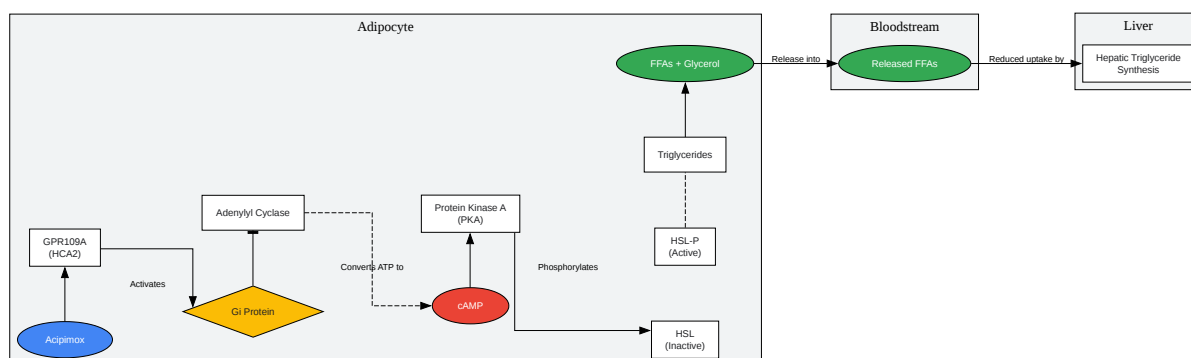 Adipocyte
Bloodstream
Liver
FFAs + Glycerol
Release into
Released FFAs
Reduced uptake by
Hepatic Triglyceride
Synthesis
Triglycerides
Adenylyl Cyclase
Protein Kinase A
(PKA)
GPR109A
(HCA2)
HSL-P
(Active)
Activates
Converts ATP to
Phosphorylates
Gi Protein
cAMP
Acipimox
HSL
(Inactive)